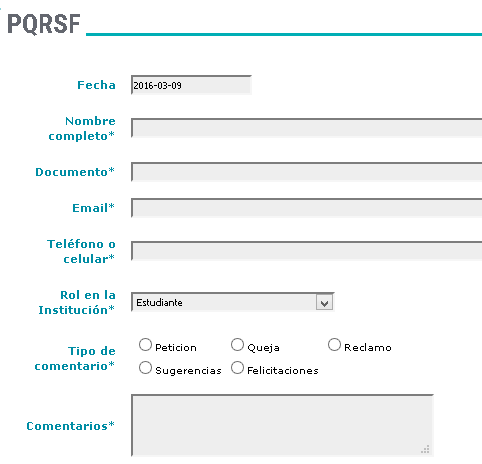 PQRSF
Fecha
2016-03-09
Nombre
completo*
Documento*
Email*
Teléfono o
celular*
Rol en la
Institución*
Estudiante
Tipo de
comentario*
Peticion Queja Reclamo
Sugerencias Felicitaciones
Comentarios*